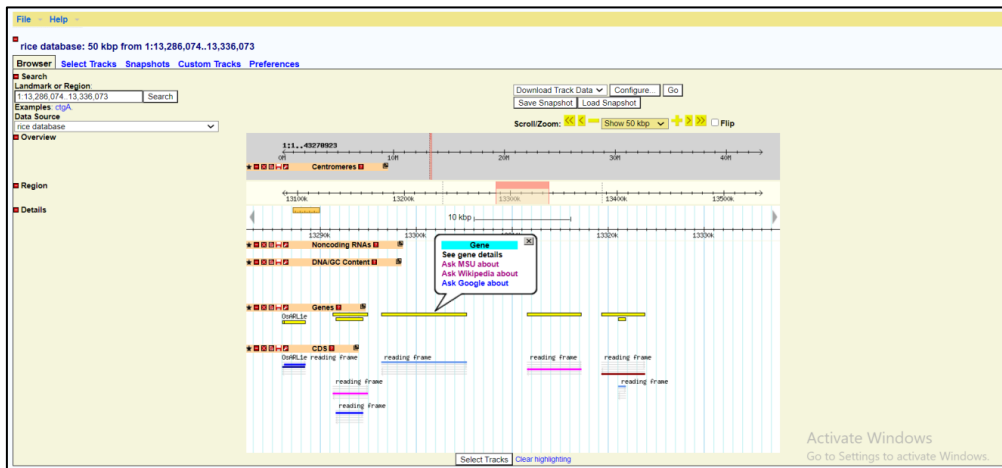 File Help
rice database: 50 kbp from 1:13,286,074..13,336,073
Browser Select Tracks Snapshots Custom Tracks Preferences
Search
Landmark or Region:
1:13,286,074..13,336,073 Search
Examples: ctgA.
Data Source
rice database
Download Track Data Configure... Go
Save Snapshot Load Snapshot
Scroll/Zoom: Show 50 kbp Flip
Overview
1:1..43270923
0M 10M 20M 30M 40M
Centromeres
Region
13100k 13200k 13300k 13400k 13500k
Details
10 kbp
13290k 13300k 13320k 13330k
Noncoding RNAs
DNA/GC Content
Gene
See gene details
Ask MSU about
Ask Wikipedia about
Ask Google about
Genes
OsARL1e
CDS
OsARL1e reading frame reading frame reading frame reading frame
reading frame reading frame
reading frame
Select Tracks Clear highlighting
Activate Windows
Go to Settings to activate Windows.